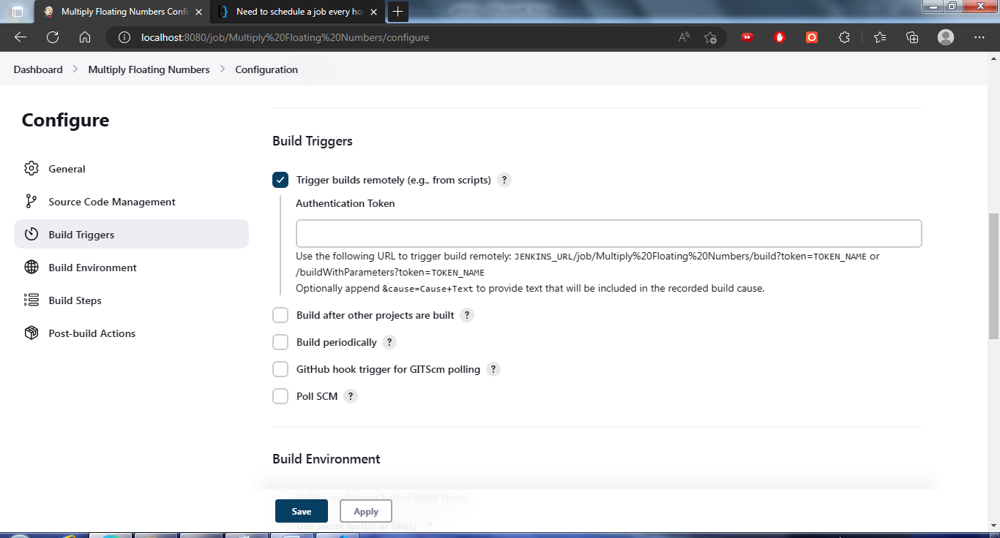 Multiply Floating Numbers Confi
Need to schedule a job every ho
localhost:8080/job/Multiply%20Floating%20Numbers/configure
Dashboard > Multiply Floating Numbers > Configuration
Configure
General
Source Code Management
Build Triggers
Build Environment
Build Steps
Post-build Actions
Build Triggers
Trigger builds remotely (e.g., from scripts) ?
Authentication Token
Use the following URL to trigger build remotely: JENKINS_URL/job/Multiply%20Floating%20Numbers/build?token=TOKEN_NAME or
/buildWithParameters?token=TOKEN_NAME
Optionally append &cause=Cause+Text to provide text that will be included in the recorded build cause.
Build after other projects are built ?
Build periodically ?
GitHub hook trigger for GITScm polling ?
Poll SCM ?
Build Environment
Delete workspace before build starts
Save
Apply
Use secret text(s) or file(s) ?